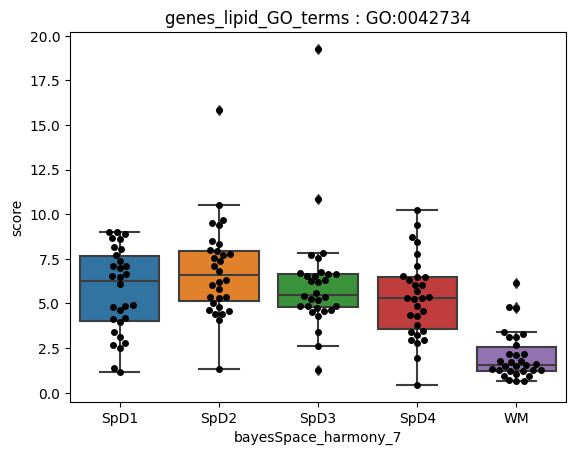 genes_lipid_GO_terms : GO:0042734
20.0
17.5
15.0
12.5
10.0
7.5
5.0
2.5
0.0
score
SpD1 SpD2 SpD3 SpD4 WM
bayesSpace_harmony_7